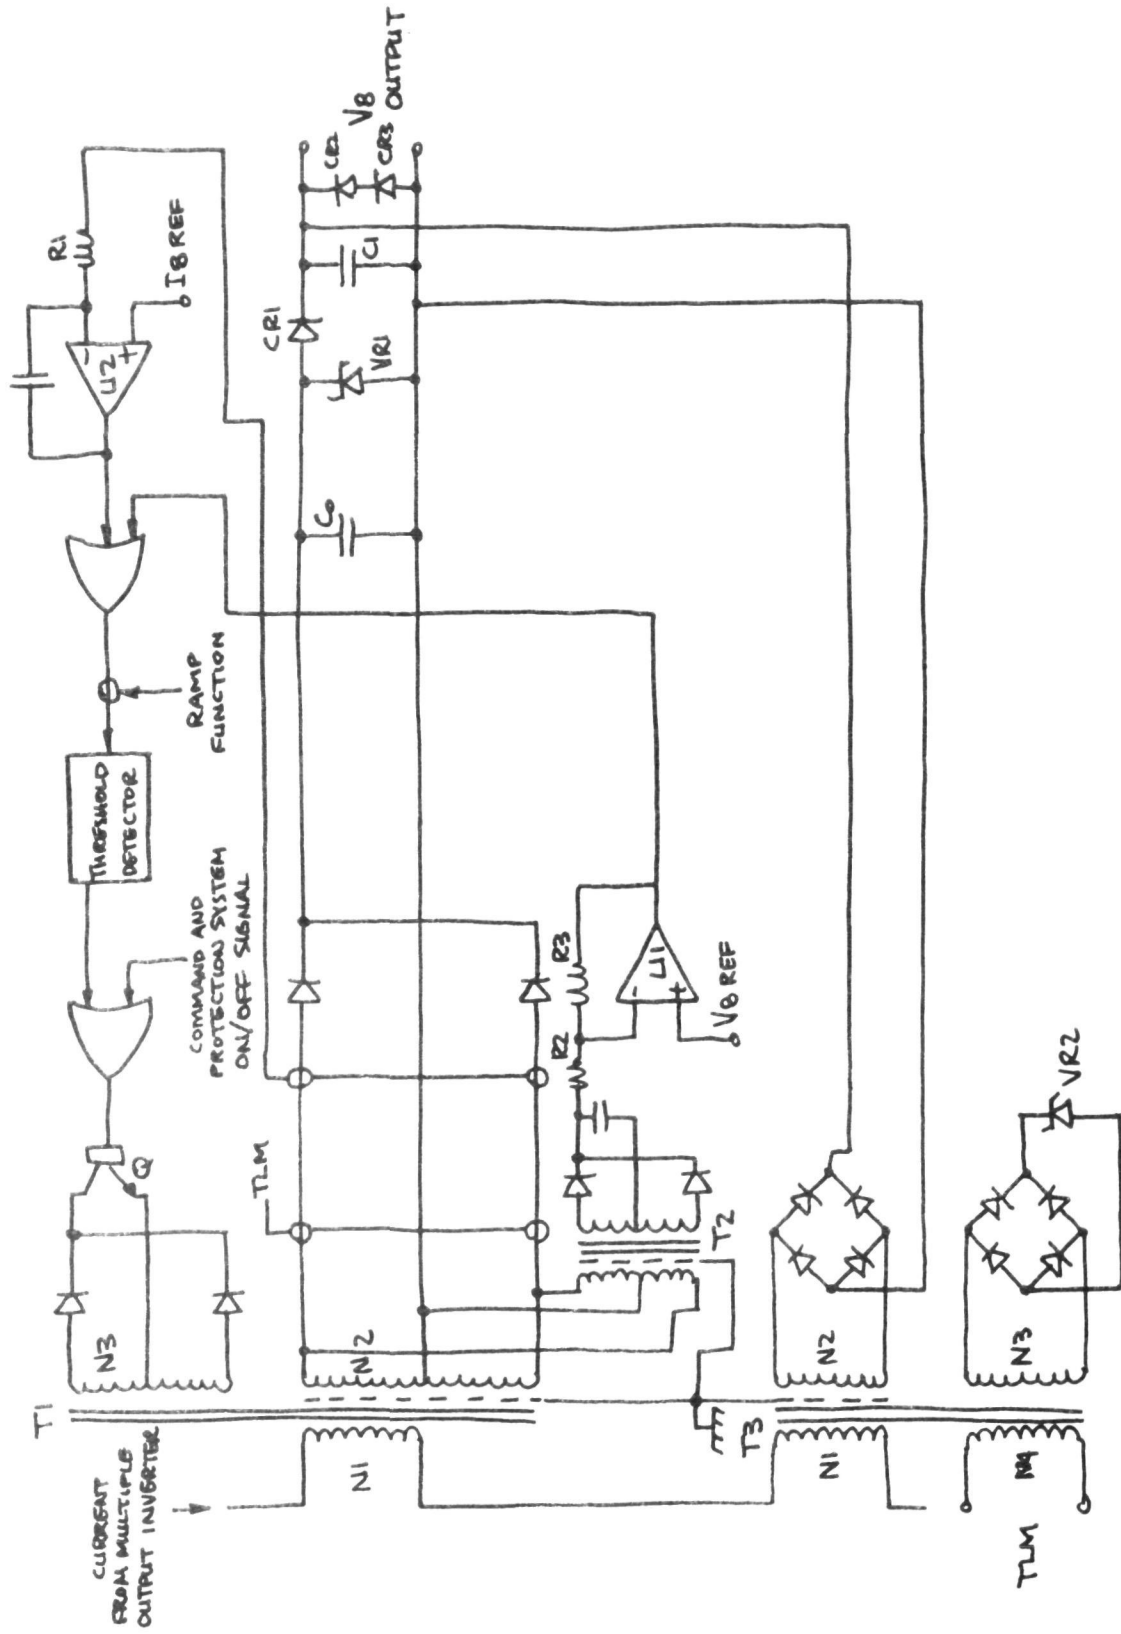 CURRENT
FROM MULTIPLE
OUTPUT INVERTER
T1
N3
Q
COMMAND AND
PROTECTION SYSTEM
ON/OFF SIGNAL
THRESHOLD
DETECTOR
RAMP
FUNCTION
-
U2
+
R1
IB REF
N1
N2
TLM
C0
CR1
VR1
C1
CR2
CR3
VB
OUTPUT
T2
R2
R3
-
U1
+
VB REF
T3
N1
N2
TLM
N4
N3
VR2